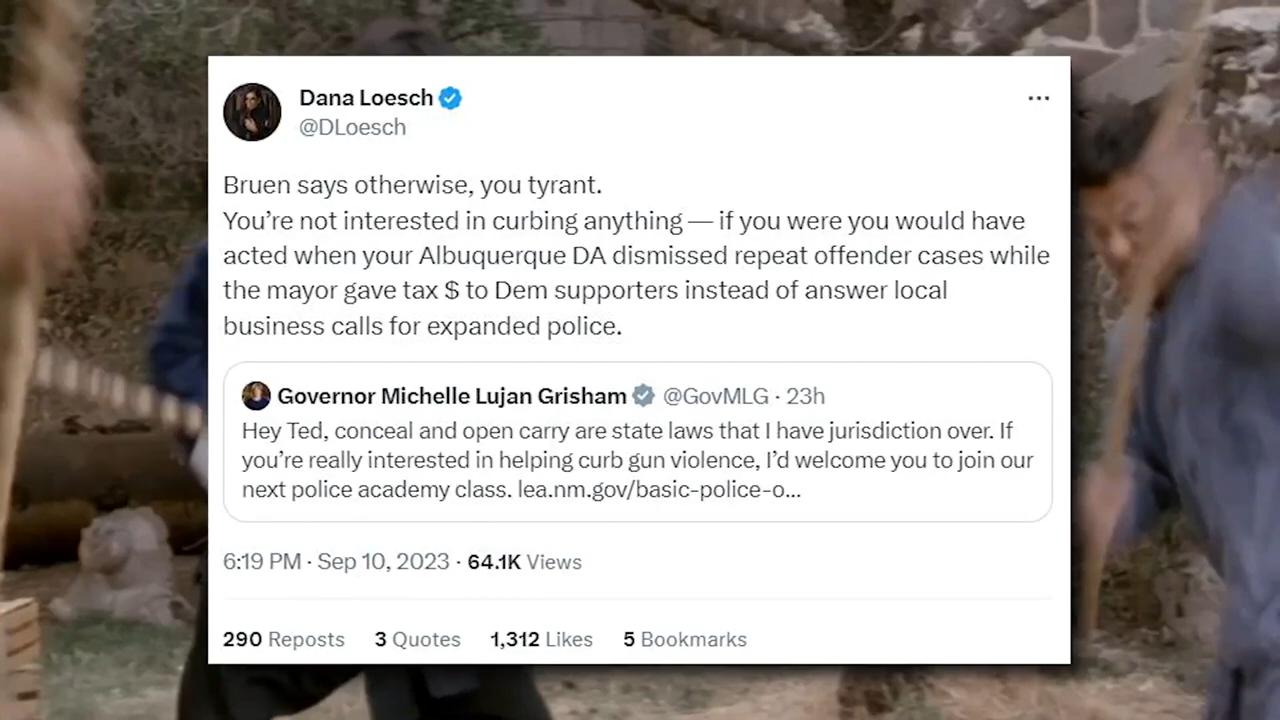 Dana Loesch
@DLoesch
Bruen says otherwise, you tyrant.
You’re not interested in curbing anything — if you were you would have
acted when your Albuquerque DA dismissed repeat offender cases while
the mayor gave tax $ to Dem supporters instead of answer local
business calls for expanded police.
Governor Michelle Lujan Grisham @GovMLG · 23h
Hey Ted, conceal and open carry are state laws that I have jurisdiction over. If
you’re really interested in helping curb gun violence, I’d welcome you to join our
next police academy class. lea.nm.gov/basic-police-o...
6:19 PM · Sep 10, 2023 · 64.1K Views
290 Reposts 3 Quotes 1,312 Likes 5 Bookmarks